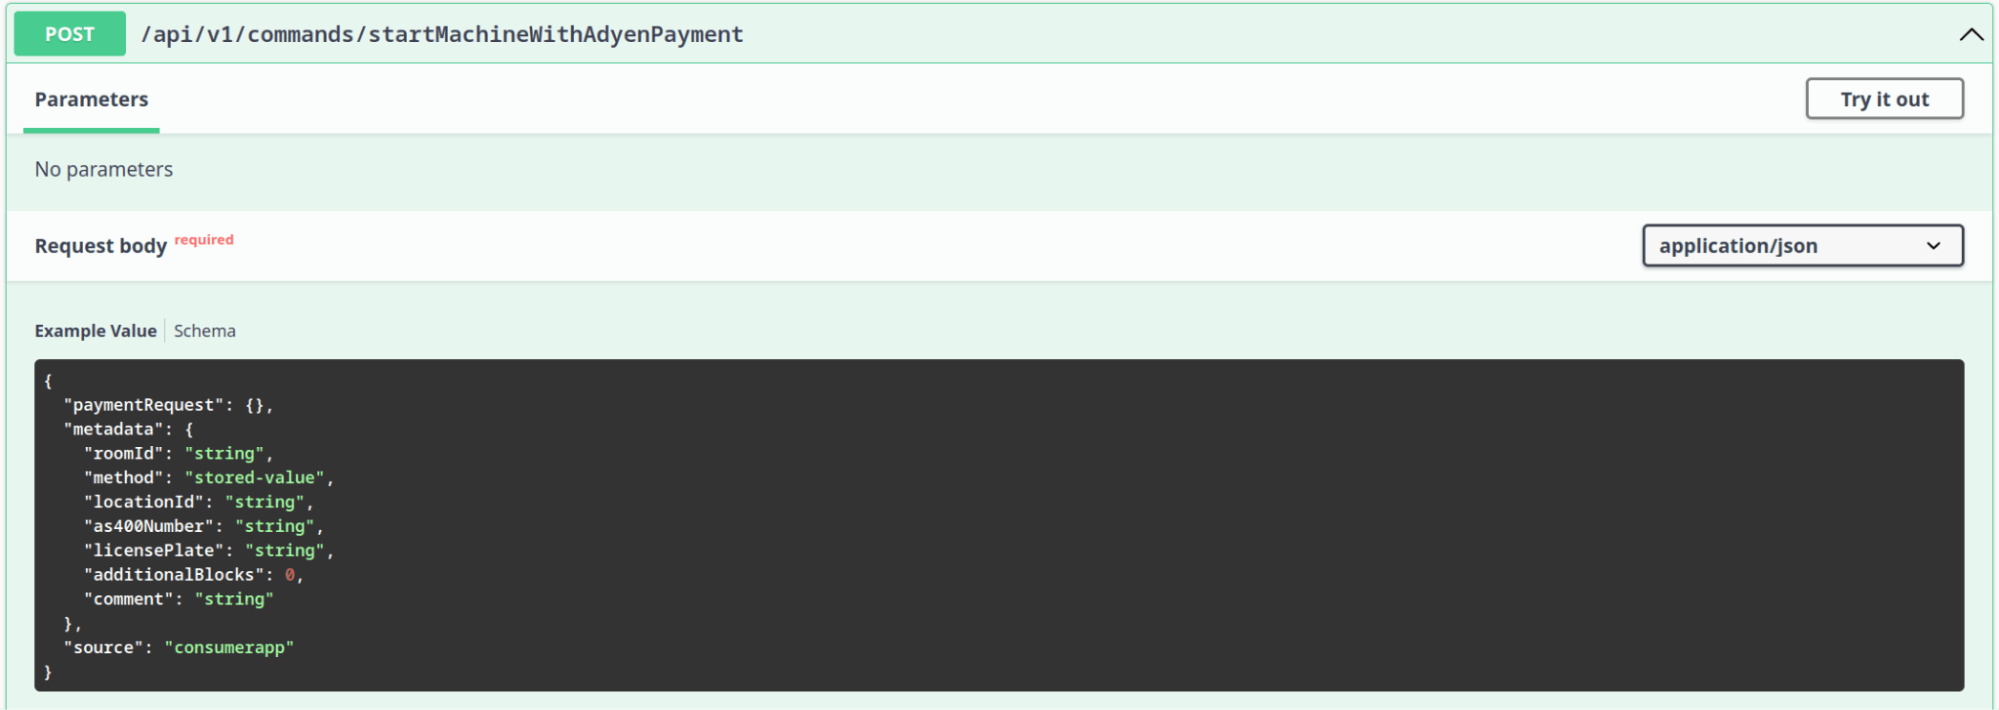 POST /api/v1/commands/startMachineWithAdyenPayment
Parameters Try it out
No parameters
Request body required application/json
Example Value Schema
{
"paymentRequest": {},
"metadata": {
"roomId": "string",
"method": "stored-value",
"locationId": "string",
"as400Number": "string",
"licensePlate": "string",
"additionalBlocks": 0,
"comment": "string"
},
"source": "consumerapp"
}